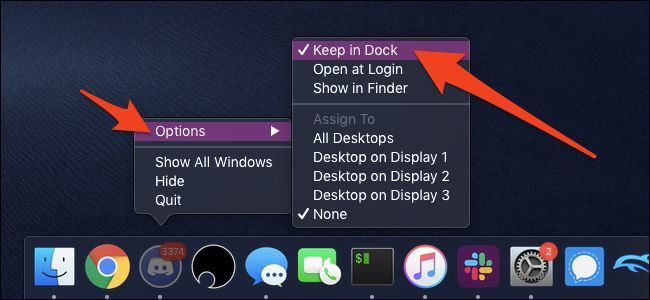 Keep in Dock
Open at Login
Show in Finder
Assign To
All Desktops
Desktop on Display 1
Desktop on Display 2
Desktop on Display 3
None
Options
Show All Windows
Hide
Quit
3374
$
2